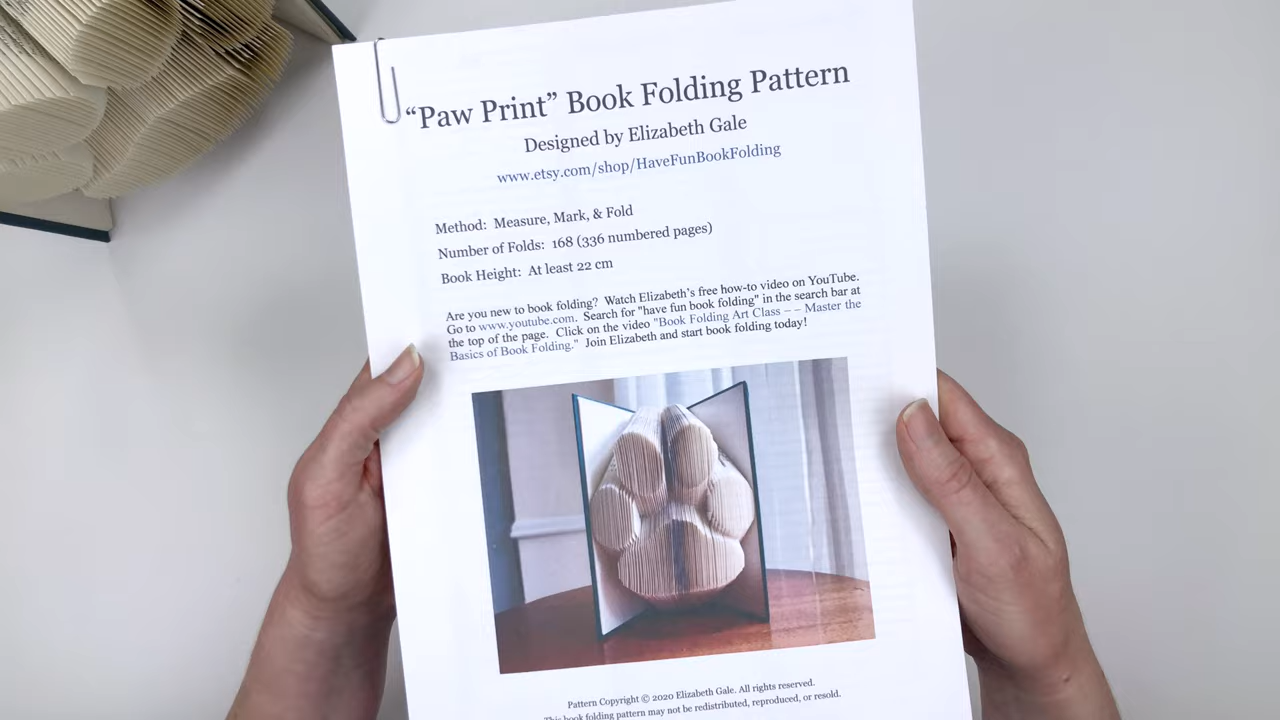 “Paw Print” Book Folding Pattern
Designed by Elizabeth Gale
www.etsy.com/shop/HaveFunBookFolding
Method: Measure, Mark, & Fold
Number of Folds: 168 (336 numbered pages)
Book Height: At least 22 cm
Are you new to book folding? Watch Elizabeth’s free how-to video on YouTube.
Go to www.youtube.com. Search for "have fun book folding" in the search bar at
the top of the page. Click on the video "Book Folding Art Class – – Master the
Basics of Book Folding." Join Elizabeth and start book folding today!
Pattern Copyright © 2020 Elizabeth Gale. All rights reserved.
This book folding pattern may not be redistributed, reproduced, or resold.